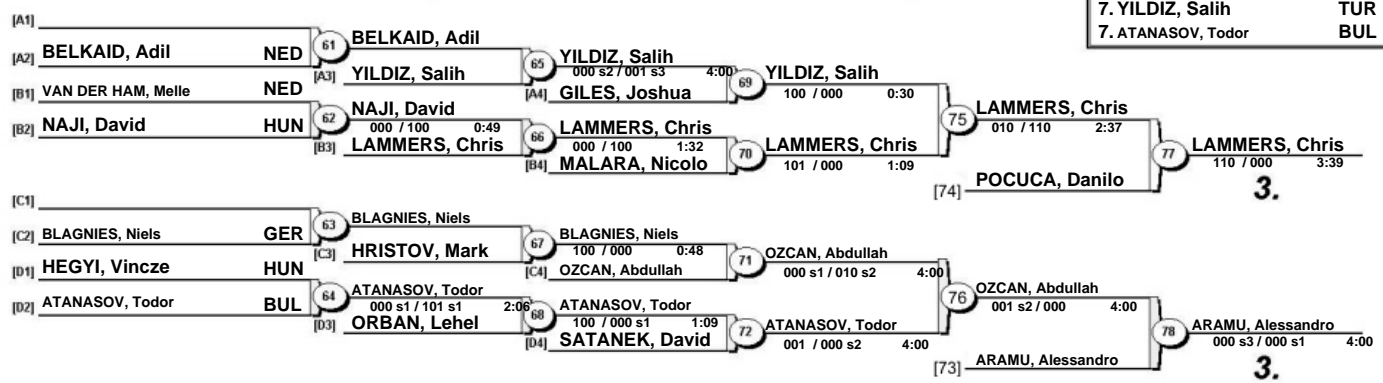 7. YILDIZ, Salih TUR
7. ATANASOV, Todor BUL
[A1]
[A2] BELKAID, Adil NED
61 BELKAID, Adil
[A3] YILDIZ, Salih
65 YILDIZ, Salih
000 s2 / 001 s3 4:00
[A4] GILES, Joshua
69 YILDIZ, Salih
100 / 000 0:30
[B1] VAN DER HAM, Melle NED
[B2] NAJI, David HUN
62 NAJI, David
000 / 100 0:49
[B3] LAMMERS, Chris
66 LAMMERS, Chris
000 / 100 1:32
[B4] MALARA, Nicolo
70 LAMMERS, Chris
101 / 000 1:09
75 LAMMERS, Chris
010 / 110 2:37
[74] POCUCA, Danilo
77 LAMMERS, Chris
110 / 000 3:39
3.
[C1]
[C2] BLAGNIES, Niels GER
63 BLAGNIES, Niels
[C3] HRISTOV, Mark
67 BLAGNIES, Niels
100 / 000 0:48
[C4] OZCAN, Abdullah
71 OZCAN, Abdullah
000 s1 / 010 s2 4:00
[D1] HEGYI, Vincze HUN
[D2] ATANASOV, Todor BUL
64 ATANASOV, Todor
000 s1 / 101 s1 2:06
[D3] ORBAN, Lehel
68 ATANASOV, Todor
100 / 000 s1 1:09
[D4] SATANEK, David
72 ATANASOV, Todor
001 / 000 s2 4:00
76 OZCAN, Abdullah
001 s2 / 000 4:00
[73] ARAMU, Alessandro
78 ARAMU, Alessandro
000 s3 / 000 s1 4:00
3.